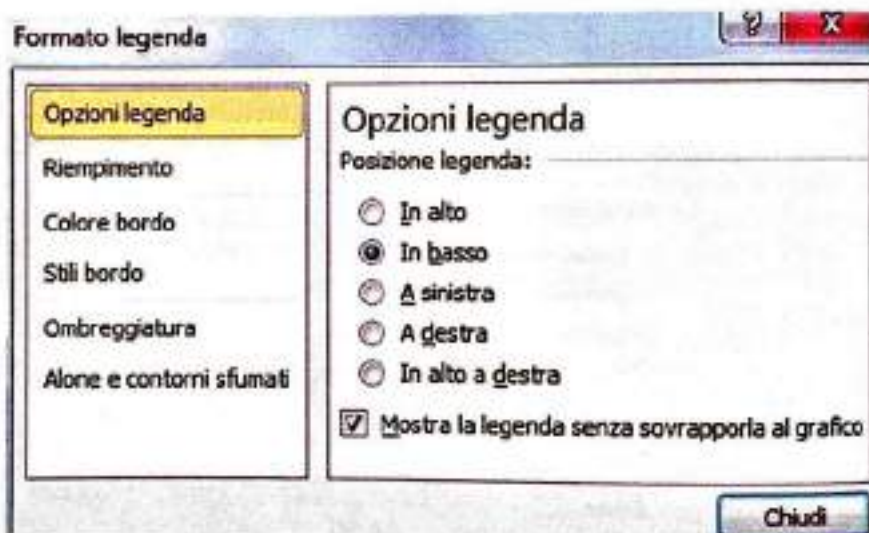 Formato legenda
Opzioni legenda
Riempimento
Colore bordo
Stili bordo
Ombreggiatura
Alone e contorni sfumati
Opzioni legenda
Posizione legenda:
In alto
In basso
A sinistra
A destra
In alto a destra
Mostra la legenda senza sovrapporla al grafico
Chiudi